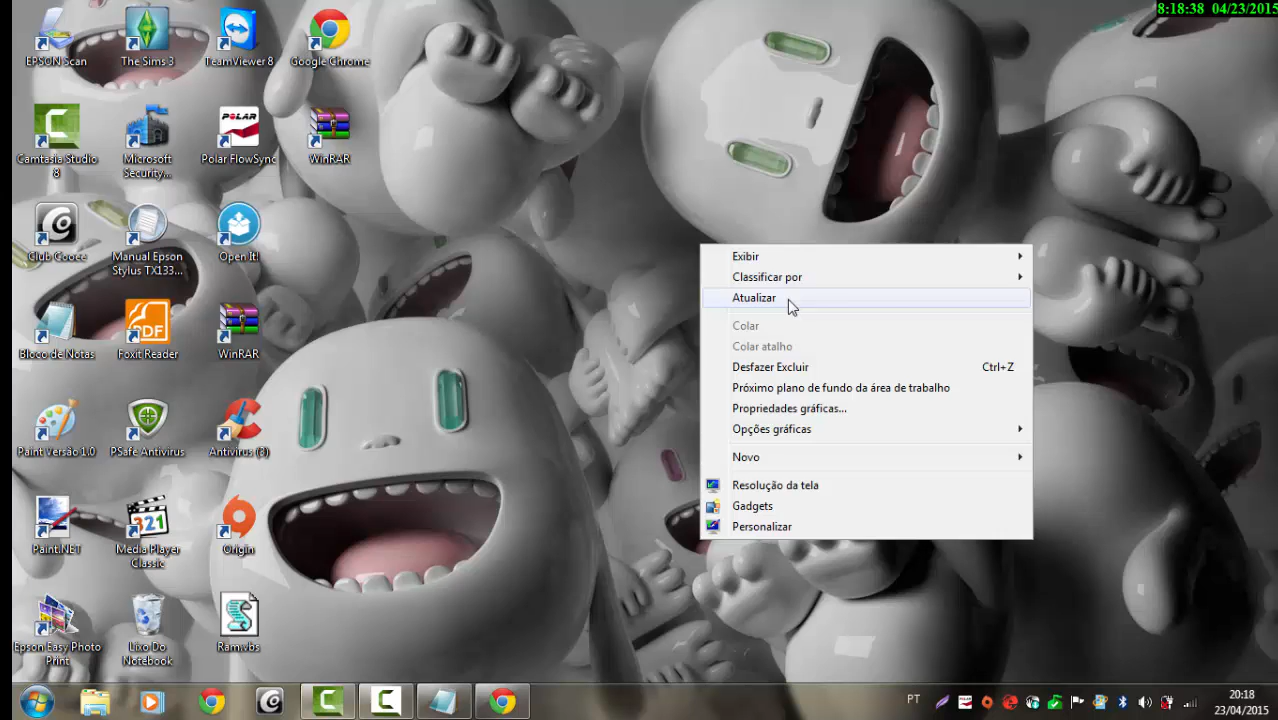 8:18:38 04/23/2015
EPSON Scan
The Sims 3
TeamViewer 8
Google Chrome
Camtasia Studio
8
Microsoft
Security...
POLAR
Polar FlowSync
WinRAR
Club Cooee
Manual Epson
Stylus TX133...
Open It!
Bloco de Notas
PDF
Foxit Reader
WinRAR
Paint Versão 1.0
PSafe Antivirus
Antivirus (3)
Paint.NET
321
Media Player
Classic
Origin
Epson Easy Photo
Print
Lixo Do
Notebook
Ram.vbs
Exibir
Classificar por
Atualizar
Colar
Colar atalho
Desfazer Excluir Ctrl+Z
Próximo plano de fundo da área de trabalho
Propriedades gráficas...
Opções gráficas
Novo
Resolução da tela
Gadgets
Personalizar
PT
20:18
23/04/2015